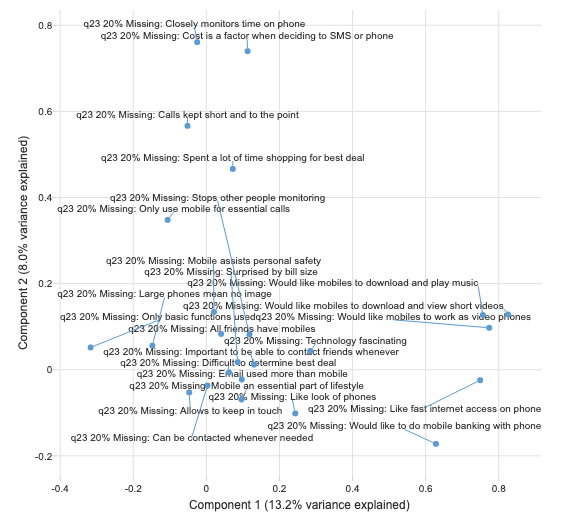 0.8
q23 20% Missing: Closely monitors time on phone
q23 20% Missing: Cost is a factor when deciding to SMS or phone
0.6
q23 20% Missing: Calls kept short and to the point
q23 20% Missing: Spent a lot of time shopping for best deal
0.4
q23 20% Missing: Stops other people monitoring
q23 20% Missing: Only use mobile for essential calls
q23 20% Missing: Mobile assists personal safety
q23 20% Missing: Surprised by bill size
0.2
q23 20% Missing: Would like mobiles to download and play music
q23 20% Missing: Large phones mean no image
q23 20% Missing: Would like mobiles to download and view short videos
q23 20% Missing: Only basic functions used
q23 20% Missing: Would like mobiles to work as video phones
q23 20% Missing: All friends have mobiles
q23 20% Missing: Technology fascinating
q23 20% Missing: Important to be able to contact friends whenever
q23 20% Missing: Difficult to determine best deal
0
q23 20% Missing: Email used more than mobile
q23 20% Missing: Mobile an essential part of lifestyle
q23 20% Missing: Like look of phones
q23 20% Missing: Allows to keep in touch
q23 20% Missing: Like fast internet access on phone
q23 20% Missing: Would like to do mobile banking with phone
q23 20% Missing: Can be contacted whenever needed
-0.2
-0.4 -0.2 0 0.2 0.4 0.6 0.8
Component 1 (13.2% variance explained)
Component 2 (8.0% variance explained)